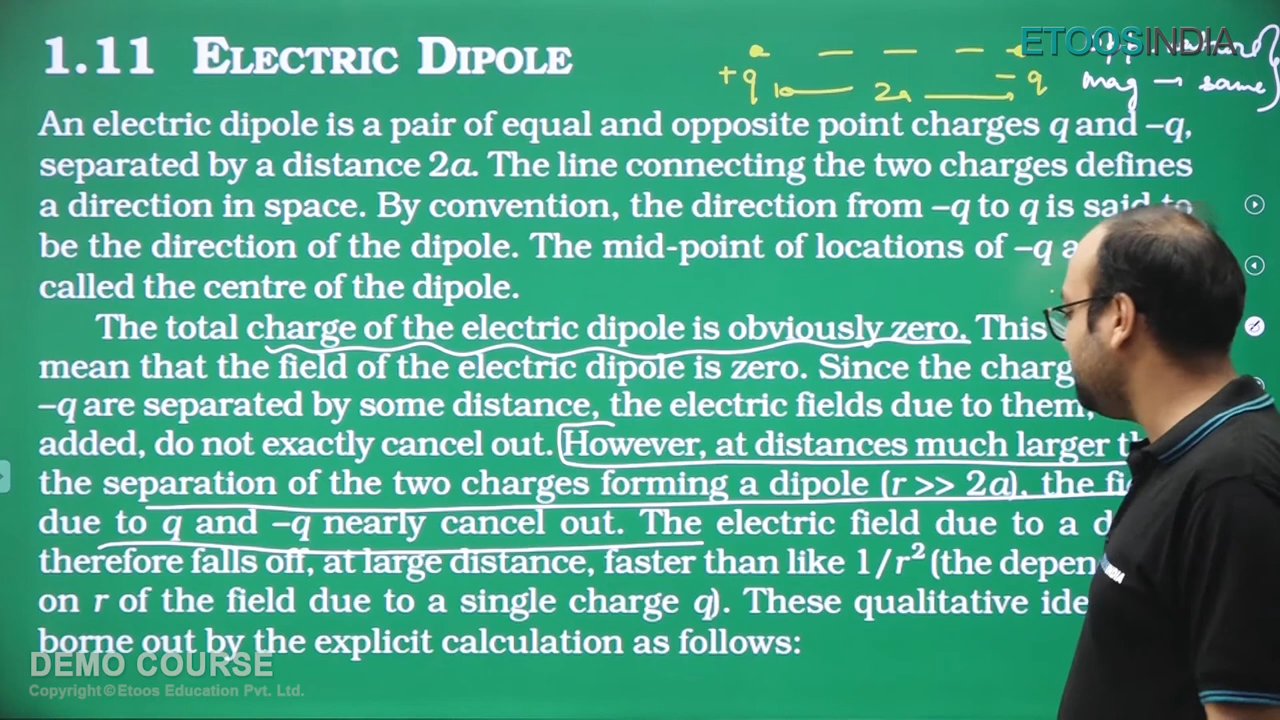 1.11 ELECTRIC DIPOLE
ETOOSINDIA
+q 2a -q mag → same
An electric dipole is a pair of equal and opposite point charges q and –q,
separated by a distance 2a. The line connecting the two charges defines
a direction in space. By convention, the direction from –q to q is said to
be the direction of the dipole. The mid-point of locations of –q
called the centre of the dipole.
The total charge of the electric dipole is obviously zero. This
mean that the field of the electric dipole is zero. Since the
–q are separated by some distance, the electric fields due to them,
added, do not exactly cancel out. However, at distances much larger
the separation of the two charges forming a dipole (r >> 2a), the
due to q and –q nearly cancel out. The electric field due to a
therefore falls off, at large distance, faster than like 1/r² (the
on r of the field due to a single charge q). These qualitative
borne out by the explicit calculation as follows:
DEMO COURSE
Copyright © Etoos Education Pvt. Ltd.